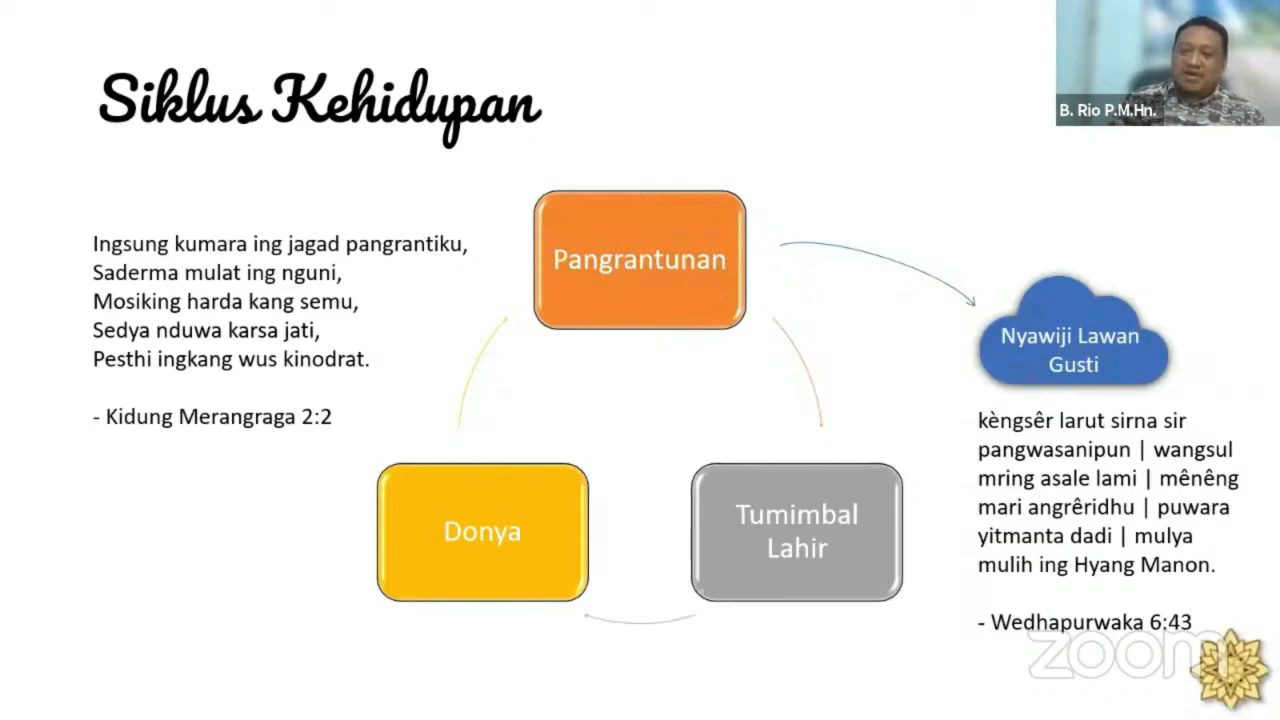 Siklus Kehidupan
B. Rio P.M.Hn.
Ingsung kumara ing jagad pangrantiku,
Saderma mulat ing nguni,
Mosiking harda kang semu,
Sedya nduwa karsa jati,
Pesthi ingkang wus kinodrat.
- Kidung Merangraga 2:2
Pangrantunan
Nyawiji Lawan
Gusti
Donya
Tumimbal
Lahir
kèngsêr larut sirna sir
pangwasanipun | wangsul
mring asale lami | mênêng
mari angrêridhu | puwara
yitmanta dadi | mulya
mulih ing Hyang Manon.
- Wedhapurwaka 6:43
zoom